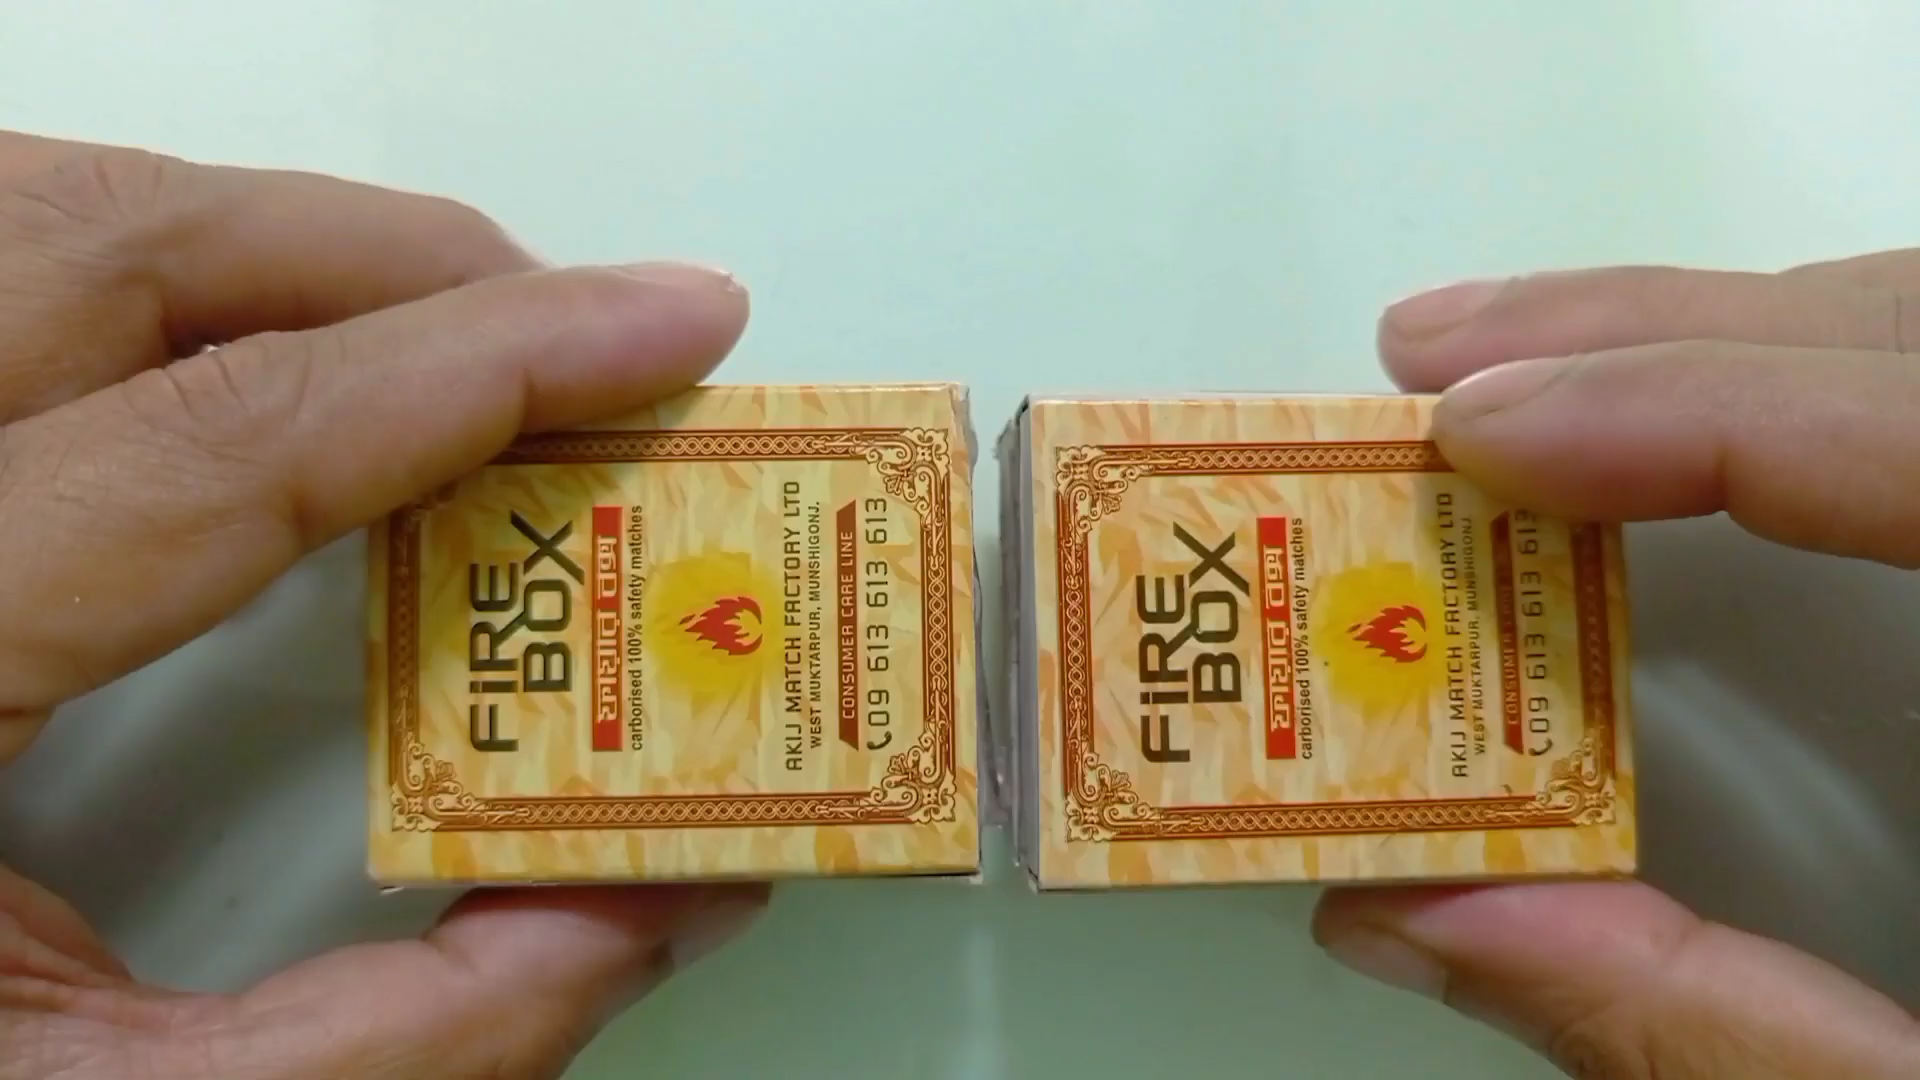 FIRE
BOX
ফায়ার বক্স
carborised 100% safety matches
AKIJ MATCH FACTORY LTD
WEST MUKTARPUR, MUNSHIGONJ.
CONSUMER CARE LINE
09 613 613 613
FIRE
BOX
ফায়ার বক্স
carborised 100% safety matches
AKIJ MATCH FACTORY LTD
WEST MUKTARPUR, MUNSHIGONJ
CONSUMER
09 613 613 613